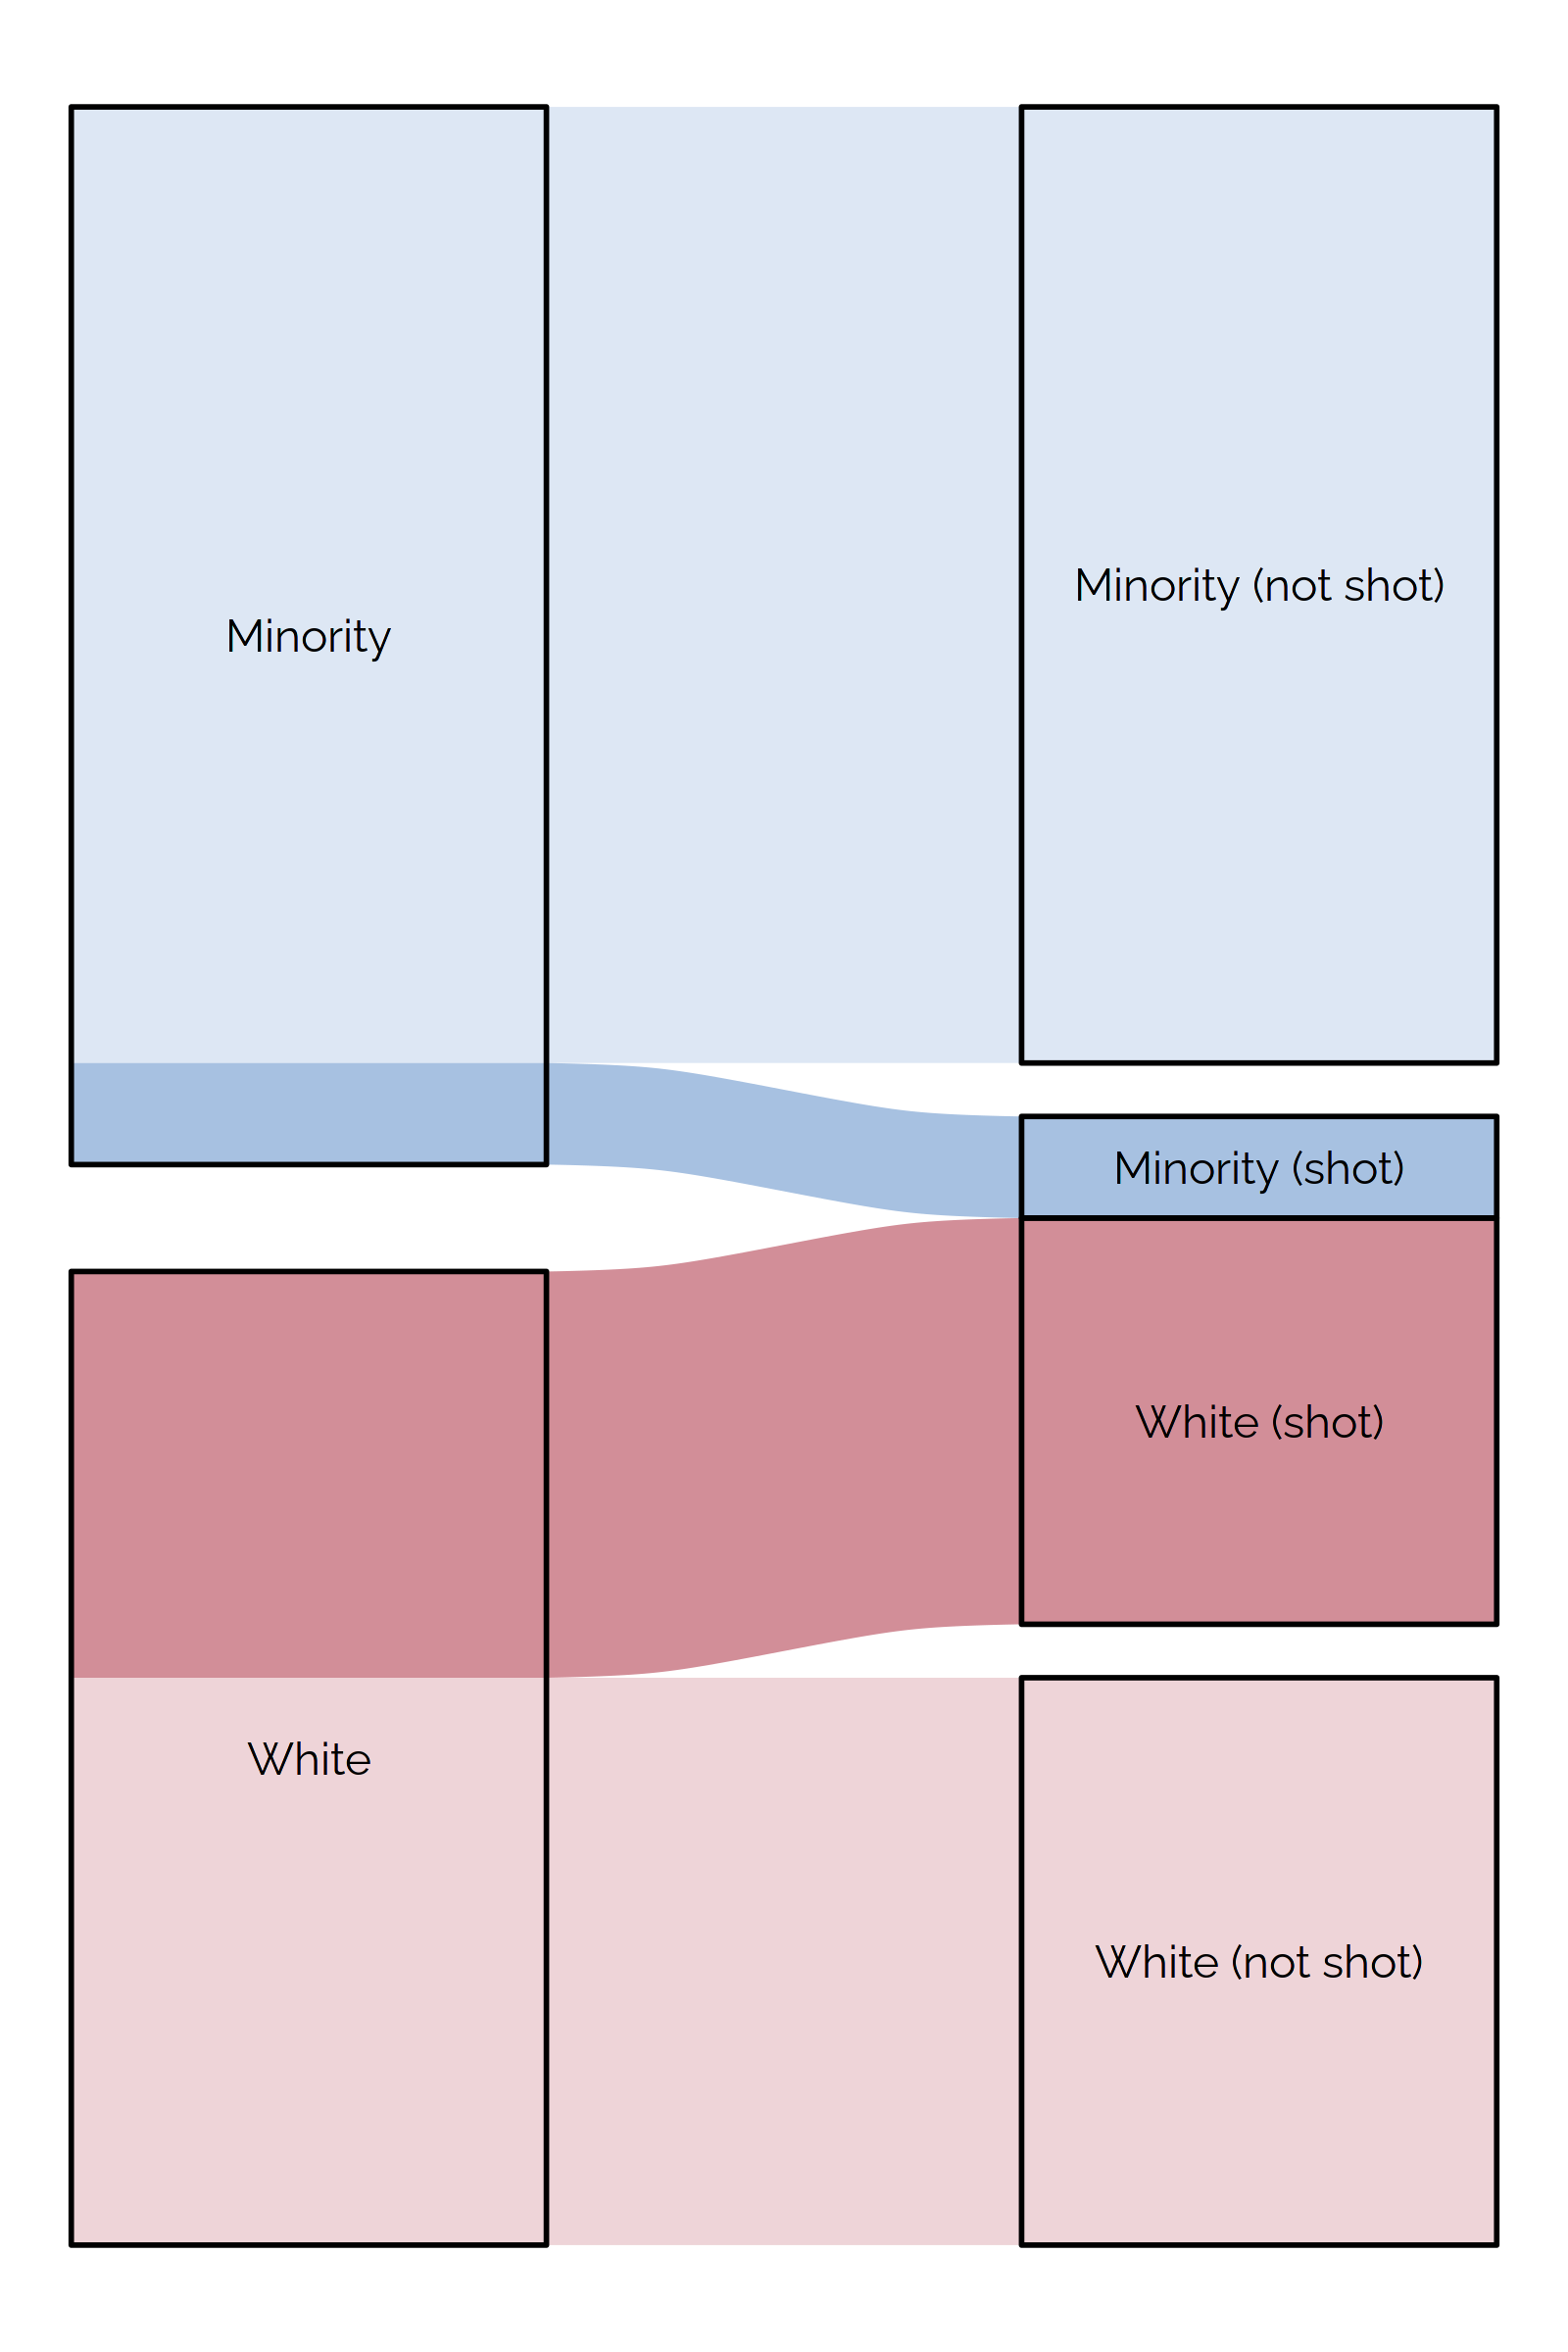 Minority
Minority (not shot)
Minority (shot)
White (shot)
White
White (not shot)